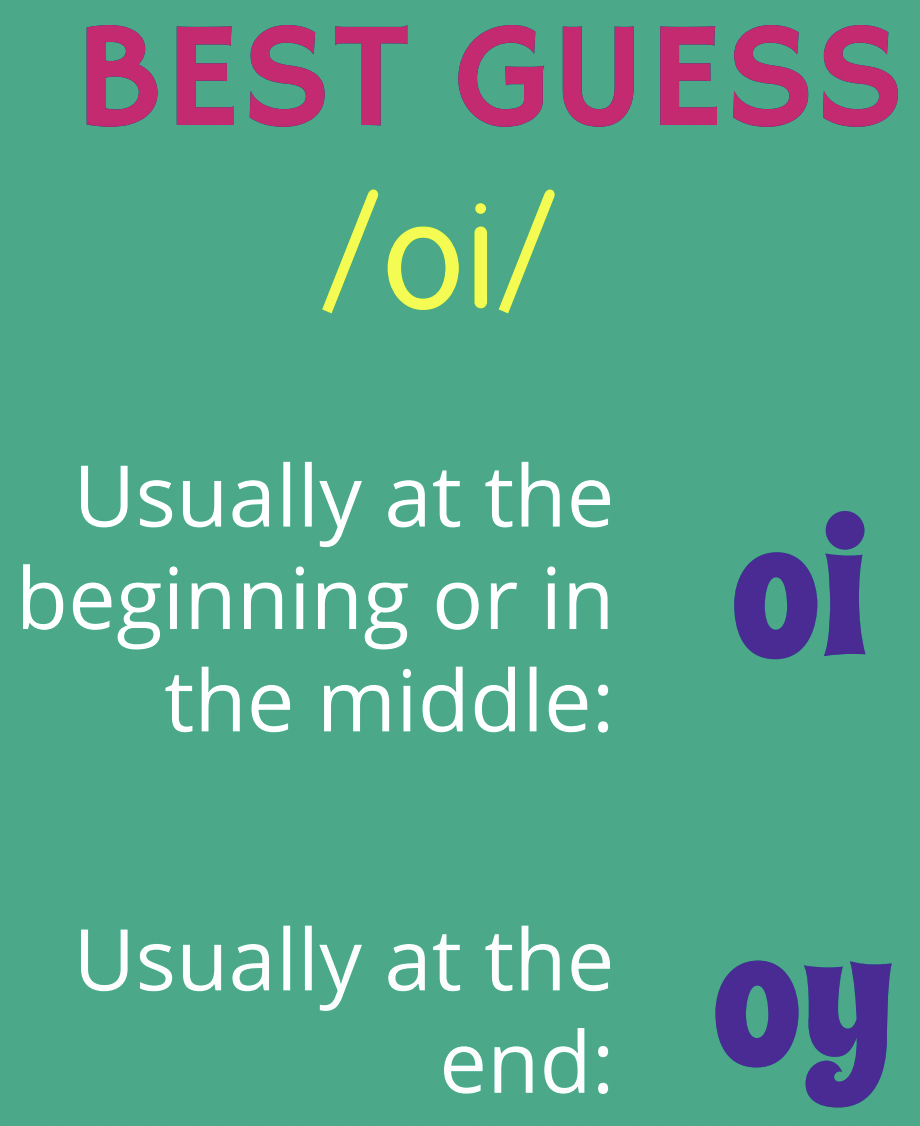 BEST GUESS
/oi/
Usually at the
beginning or in
the middle:
oi
Usually at the
end:
oy